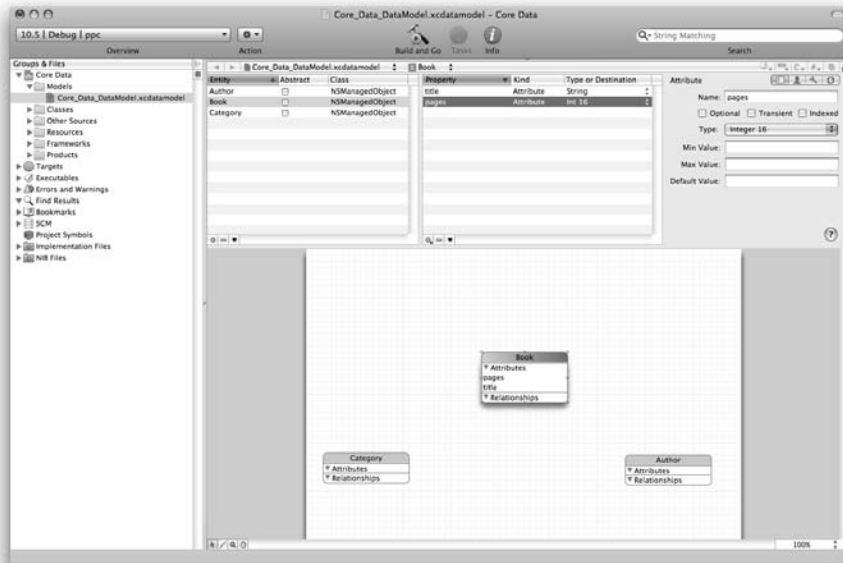 Core_Data_DataModel.xcdatamodel – Core Data
10.5 | Debug | ppc
String Matching
Overview
Action
Build and Go
Tasks
Info
Search
Groups & Files
Core Data
Models
Core_Data_DataModel.xcdatamodel
Classes
Other Sources
Resources
Frameworks
Products
Targets
Executables
Errors and Warnings
Find Results
Bookmarks
SCM
Project Symbols
Implementation Files
NIB Files
Core_Data_DataModel.xcdatamodel
Book
Entity Abstract Class
Author NSManagedObject
Book NSManagedObject
Category NSManagedObject
Property Kind Type or Destination
title Attribute String
pages Attribute Int 16
Attribute
Name: pages
Optional Transient Indexed
Type: Integer 16
Min Value:
Max Value:
Default Value:
?
Book
Attributes
pages
title
Relationships
Category
Attributes
Relationships
Author
Attributes
Relationships
100%